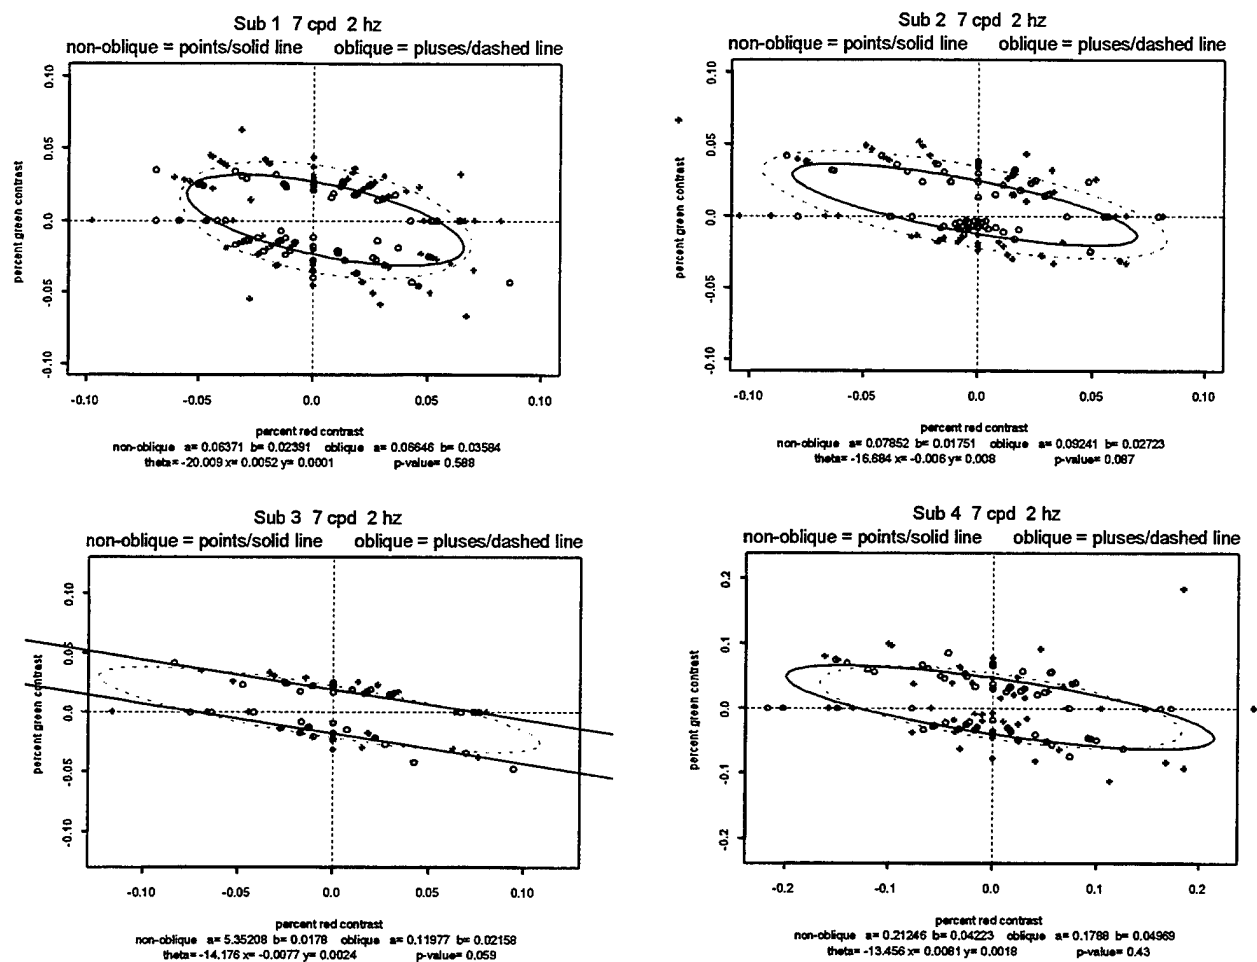 Sub 1 7 cpd 2 hz
non-oblique = points/solid line oblique = pluses/dashed line
percent green contrast
0.10
0.05
0.0
-0.05
-0.10
-0.10 -0.05 0.0 0.05 0.10
percent red contrast
non-oblique a= 0.06371 b= 0.02391 oblique a= 0.06646 b= 0.03584
theta= -20.009 x= 0.0052 y= 0.0001 p-value= 0.588
Sub 2 7 cpd 2 hz
non-oblique = points/solid line oblique = pluses/dashed line
percent green contrast
0.10
0.05
0.0
-0.05
-0.10
-0.10 -0.05 0.0 0.05 0.10
percent red contrast
non-oblique a= 0.07852 b= 0.01751 oblique a= 0.09241 b= 0.02723
theta= -16.684 x= -0.006 y= 0.008 p-value= 0.087
Sub 3 7 cpd 2 hz
non-oblique = points/solid line oblique = pluses/dashed line
percent green contrast
0.10
0.05
0.0
-0.05
-0.10
-0.10 -0.05 0.0 0.05 0.10
percent red contrast
non-oblique a= 5.35208 b= 0.0178 oblique a= 0.11977 b= 0.02158
theta= -14.176 x= -0.0077 y= 0.0024 p-value= 0.059
Sub 4 7 cpd 2 hz
non-oblique = points/solid line oblique = pluses/dashed line
percent green contrast
0.2
0.1
0.0
-0.1
-0.2
-0.2 -0.1 0.0 0.1 0.2
percent red contrast
non-oblique a= 0.21246 b= 0.04223 oblique a= 0.1788 b= 0.04969
theta= -13.456 x= 0.0081 y= 0.0018 p-value= 0.43